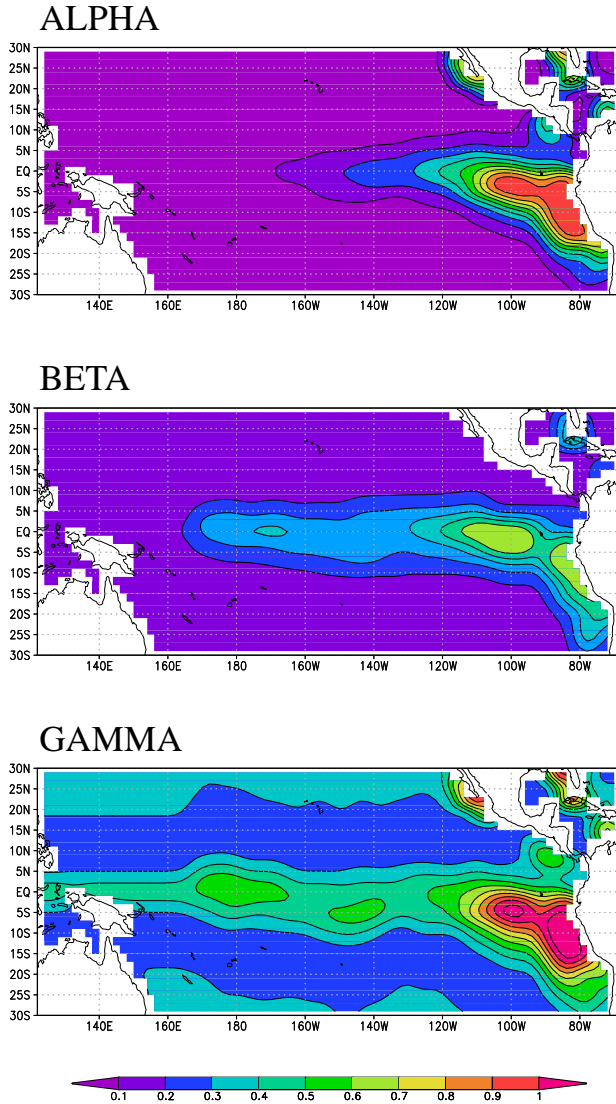 ALPHA
30N
25N
20N
15N
10N
5N
EQ
5S
10S
15S
20S
25S
30S
140E 160E 180 160W 140W 120W 100W 80W
BETA
30N
25N
20N
15N
10N
5N
EQ
5S
10S
15S
20S
25S
30S
140E 160E 180 160W 140W 120W 100W 80W
GAMMA
30N
25N
20N
15N
10N
5N
EQ
5S
10S
15S
20S
25S
30S
140E 160E 180 160W 140W 120W 100W 80W
0.1 0.2 0.3 0.4 0.5 0.6 0.7 0.8 0.9 1